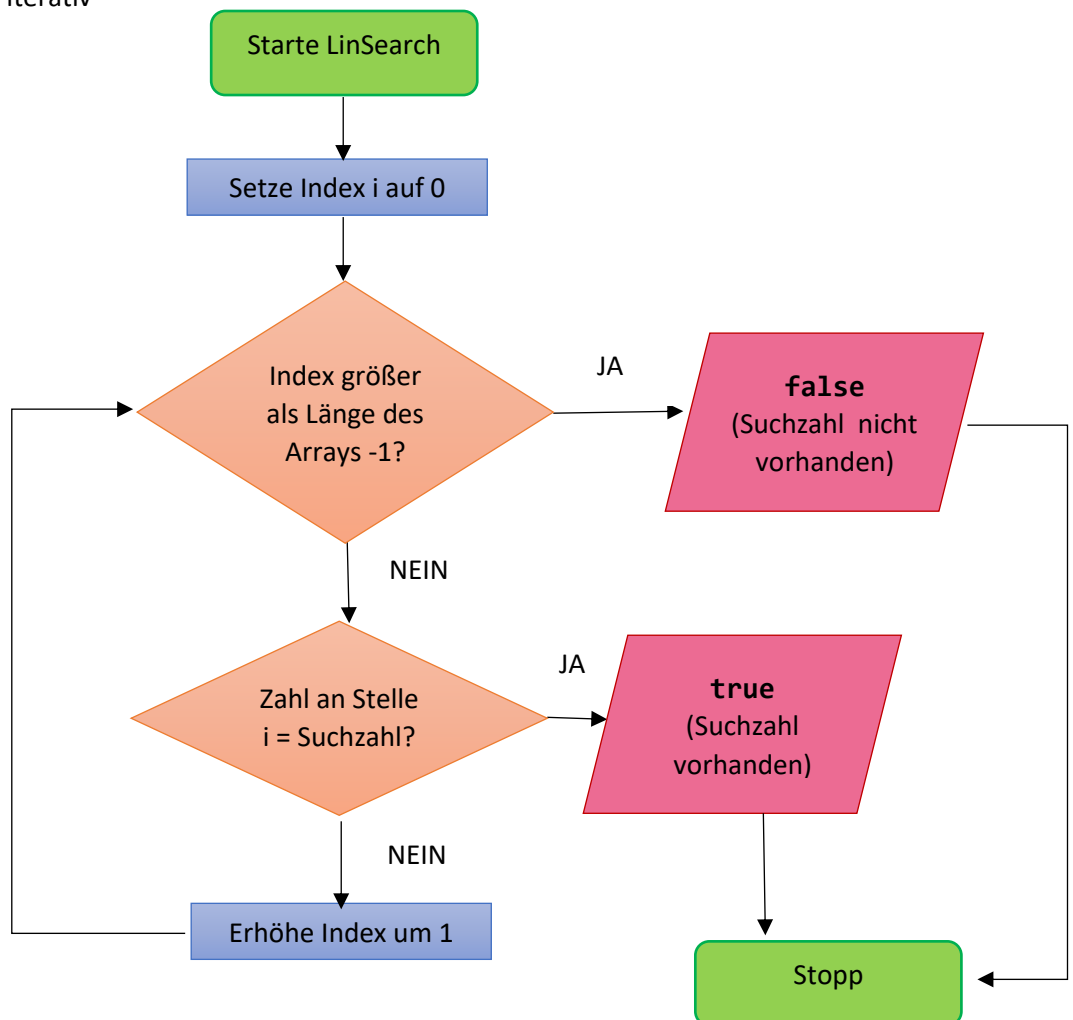 iterativ
Starte LinSearch
Setze Index i auf 0
Index größer
als Länge des
Arrays -1?
JA
false
(Suchzahl nicht
vorhanden)
NEIN
Zahl an Stelle
i = Suchzahl?
JA
true
(Suchzahl
vorhanden)
NEIN
Erhöhe Index um 1
Stopp